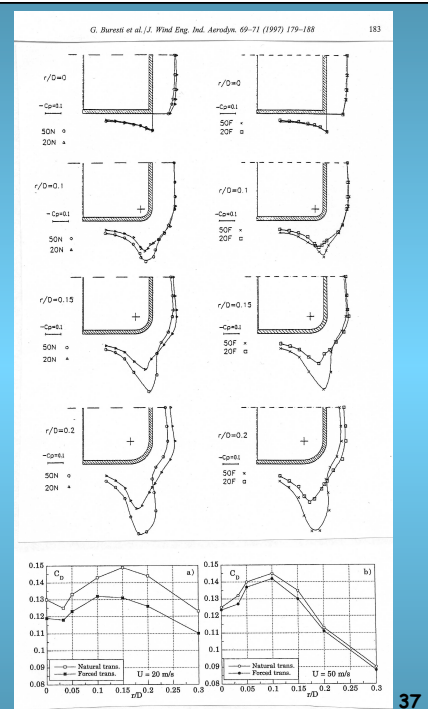 G. Buresti et al./J. Wind Eng. Ind. Aerodyn. 69–71 (1997) 179–188 183
r/D=0
-Cp=0.1
50N
20N
r/D=0
-Cp=0.1
50F
20F
r/D=0.1
-Cp=0.1
50N
20N
r/D=0.1
-Cp=0.1
50F
20F
r/D=0.15
-Cp=0.1
50N
20N
r/D=0.15
-Cp=0.1
50F
20F
r/D=0.2
-Cp=0.1
50N
20N
r/D=0.2
-Cp=0.1
50F
20F
0.15
0.14
0.13
0.12
0.11
0.1
0.09
0.08
C_D
a)
Natural trans.
Forced trans.
U = 20 m/s
0 0.05 0.1 0.15 0.2 0.25 0.3
r/D
0.15
0.14
0.13
0.12
0.11
0.1
0.09
0.08
C_D
b)
Natural trans.
Forced trans.
U = 50 m/s
0 0.05 0.1 0.15 0.2 0.25 0.3
r/D
37